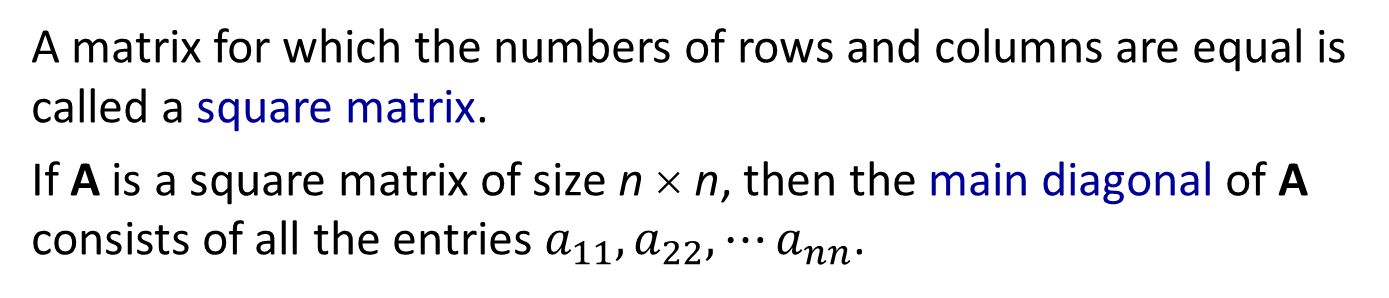 A matrix for which the numbers of rows and columns are equal is
called a square matrix.
If A is a square matrix of size n × n, then the main diagonal of A
consists of all the entries a₁₁, a₂₂, ⋯ aₙₙ.